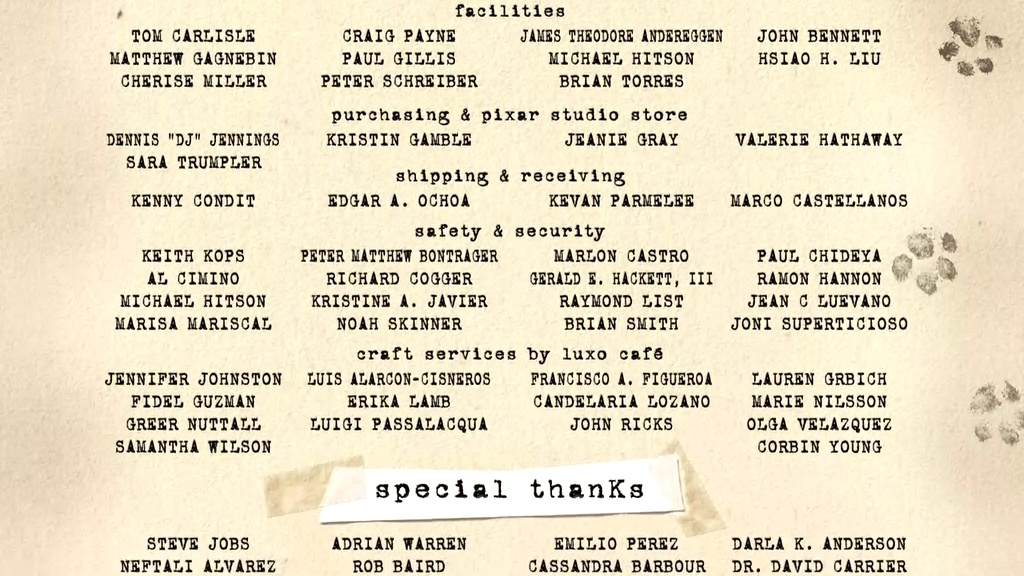 facilities
TOM CARLISLE CRAIG PAYNE JAMES THEODORE ANDEREGGEN JOHN BENNETT
MATTHEW GAGNEBIN PAUL GILLIS MICHAEL HITSON HSIAO H. LIU
CHERISE MILLER PETER SCHREIBER BRIAN TORRES
purchasing & pixar studio store
DENNIS "DJ" JENNINGS KRISTIN GAMBLE JEANIE GRAY VALERIE HATHAWAY
SARA TRUMPLER
shipping & receiving
KENNY CONDIT EDGAR A. OCHOA KEVAN PARMELEE MARCO CASTELLANOS
safety & security
KEITH KOPS PETER MATTHEW BONTRAGER MARLON CASTRO PAUL CHIDEYA
AL CIMINO RICHARD COGGER GERALD E. HACKETT, III RAMON HANNON
MICHAEL HITSON KRISTINE A. JAVIER RAYMOND LIST JEAN C LUEVANO
MARISA MARISCAL NOAH SKINNER BRIAN SMITH JONI SUPERTICIOSO
craft services by luxo café
JENNIFER JOHNSTON LUIS ALARCON-CISNEROS FRANCISCO A. FIGUEROA LAUREN GRBICH
FIDEL GUZMAN ERIKA LAMB CANDELARIA LOZANO MARIE NILSSON
GREER NUTTALL LUIGI PASSALACQUA JOHN RICKS OLGA VELAZQUEZ
SAMANTHA WILSON CORBIN YOUNG
special thanKs
STEVE JOBS ADRIAN WARREN EMILIO PEREZ DARLA K. ANDERSON
NEFTALI ALVAREZ ROB BAIRD CASSANDRA BARBOUR DR. DAVID CARRIER